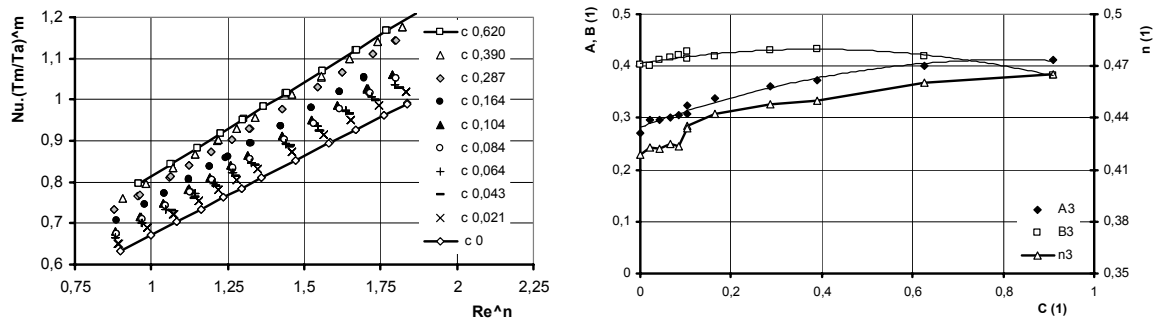 Nu.(Tm/Ta)^m
1,2
1,1
1,0
0,9
0,8
0,7
0,6
0,75
1
1,25
1,5
1,75
2
2,25
Re^n
c 0,620
c 0,390
c 0,287
c 0,164
c 0,104
c 0,084
c 0,064
c 0,043
c 0,021
c 0
A, B (1)
0,5
0,4
0,3
0,2
0,1
0
0
0,2
0,4
0,6
0,8
1
C (1)
0,5
0,47
0,44
0,41
0,38
0,35
n (1)
A3
B3
n3